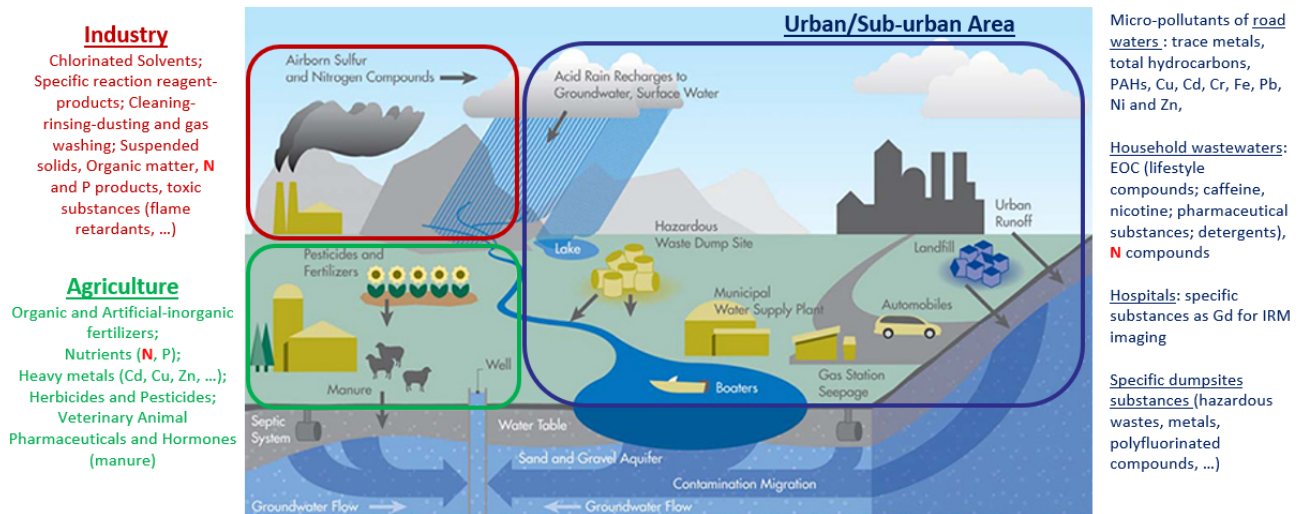 Industry
Chlorinated Solvents;
Specific reaction reagent-
products; Cleaning-
rinsing-dusting and gas
washing; Suspended
solids, Organic matter, N
and P products, toxic
substances (flame
retardants, …)
Agriculture
Organic and Artificial-inorganic
fertilizers;
Nutrients (N, P);
Heavy metals (Cd, Cu, Zn, …);
Herbicides and Pesticides;
Veterinary Animal
Pharmaceuticals and Hormones
(manure)
Urban/Sub-urban Area
Airborn Sulfur
and Nitrogen Compounds
Acid Rain Recharges to
Groundwater, Surface Water
Pesticides and
Fertilizers
Lake
Hazardous
Waste Dump Site
Urban
Runoff
Landfill
Municipal
Water Supply Plant
Automobiles
Well
Manure
Boaters
Gas Station
Seepage
Septic
System
Water Table
Sand and Gravel Aquifer
Contamination Migration
Groundwater Flow
Groundwater Flow
Micro-pollutants of road
waters : trace metals,
total hydrocarbons,
PAHs, Cu, Cd, Cr, Fe, Pb,
Ni and Zn,
Household wastewaters:
EOC (lifestyle
compounds; caffeine,
nicotine; pharmaceutical
substances; detergents),
N compounds
Hospitals: specific
substances as Gd for IRM
imaging
Specific dumpsites
substances (hazardous
wastes, metals,
polyfluorinated
compounds, …)